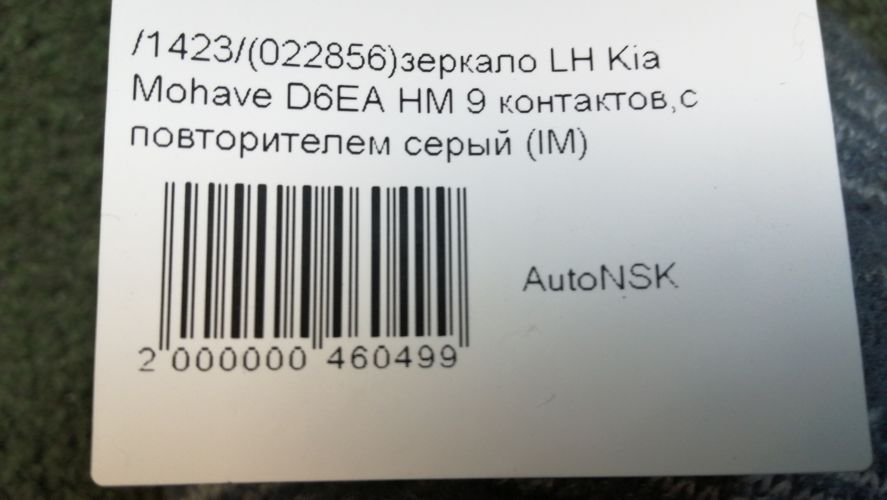 /1423/(022856)зеркало LH Kia
Mohave D6EA HM 9 контактов,с
повторителем серый (IM)
AutoNSK
2 000000 460499